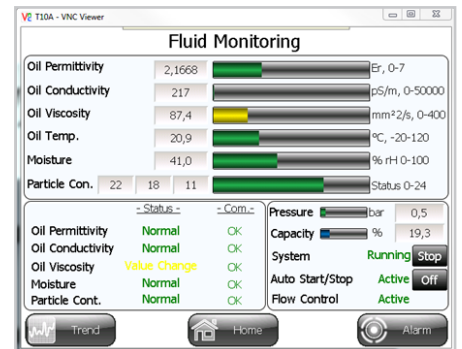 V2 T10A - VNC Viewer
Fluid Monitoring
Oil Permittivity 2,1668 Er, 0-7
Oil Conductivity 217 pS/m, 0-50000
Oil Viscosity 87,4 mm²2/s, 0-400
Oil Temp. 20,9 ºC, -20-120
Moisture 41,0 % rH 0-100
Particle Con. 22 18 11 Status 0-24
- Status - - Com.-
Oil Permittivity Normal OK
Oil Conductivity Normal OK
Oil Viscosity Value Change OK
Moisture Normal OK
Particle Cont. Normal OK
Pressure bar 0,5
Capacity % 19,3
System Running Stop
Auto Start/Stop Active Off
Flow Control Active
Trend Home Alarm